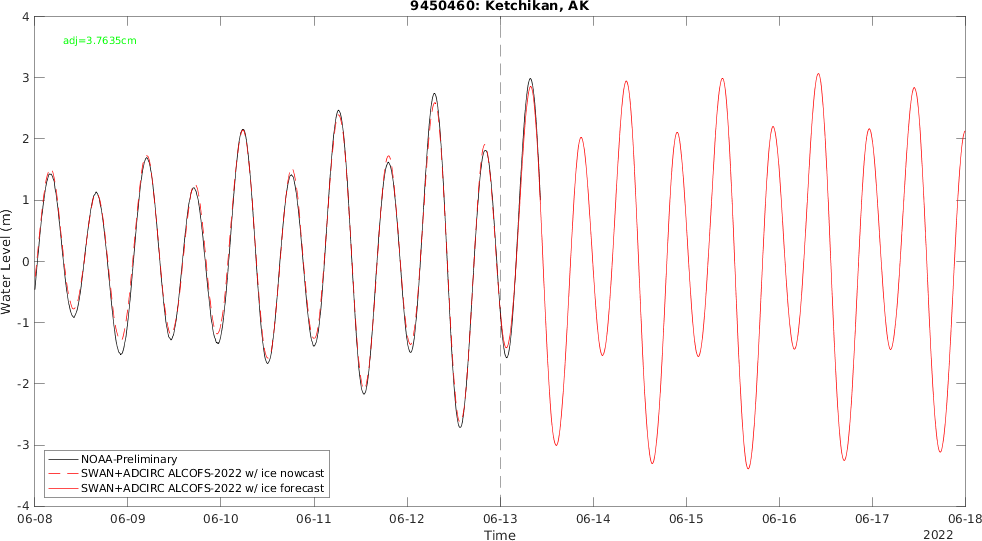 9450460: Ketchikan, AK
adj=3.7635cm
4
3
2
1
0
-1
-2
-3
-4
Water Level (m)
NOAA-Preliminary
SWAN+ADCIRC ALCOFS-2022 w/ ice nowcast
SWAN+ADCIRC ALCOFS-2022 w/ ice forecast
06-08 06-09 06-10 06-11 06-12 06-13 06-14 06-15 06-16 06-17 06-18
Time
2022